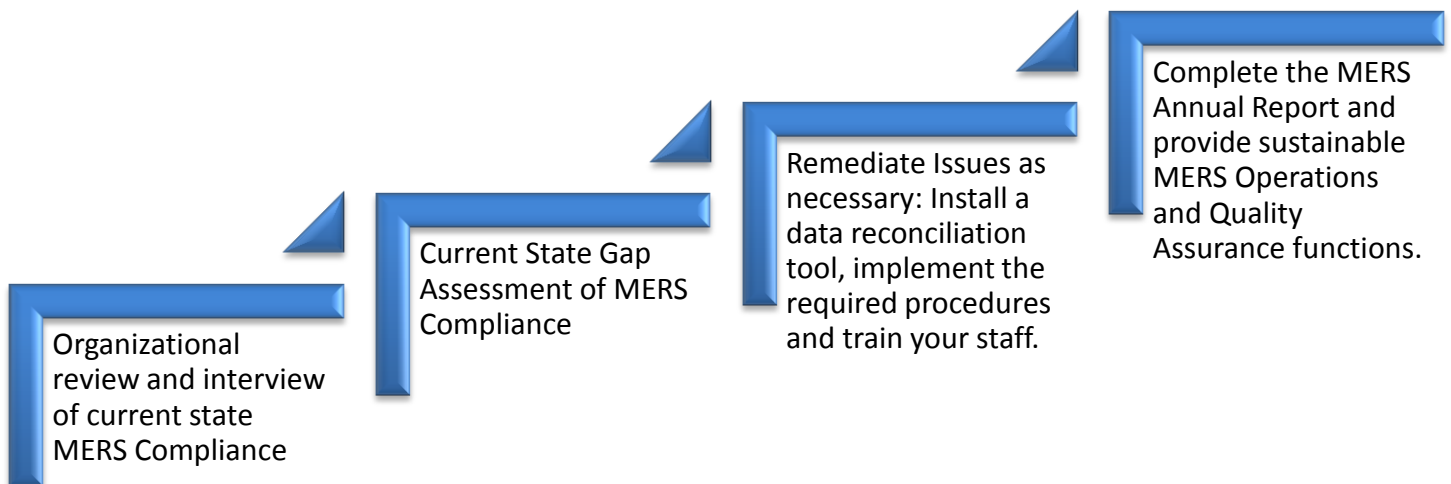 Organizational
review and interview
of current state
MERS Compliance
Current State Gap
Assessment of MERS
Compliance
Remediate Issues as
necessary: Install a
data reconciliation
tool, implement the
required procedures
and train your staff.
Complete the MERS
Annual Report and
provide sustainable
MERS Operations
and Quality
Assurance functions.